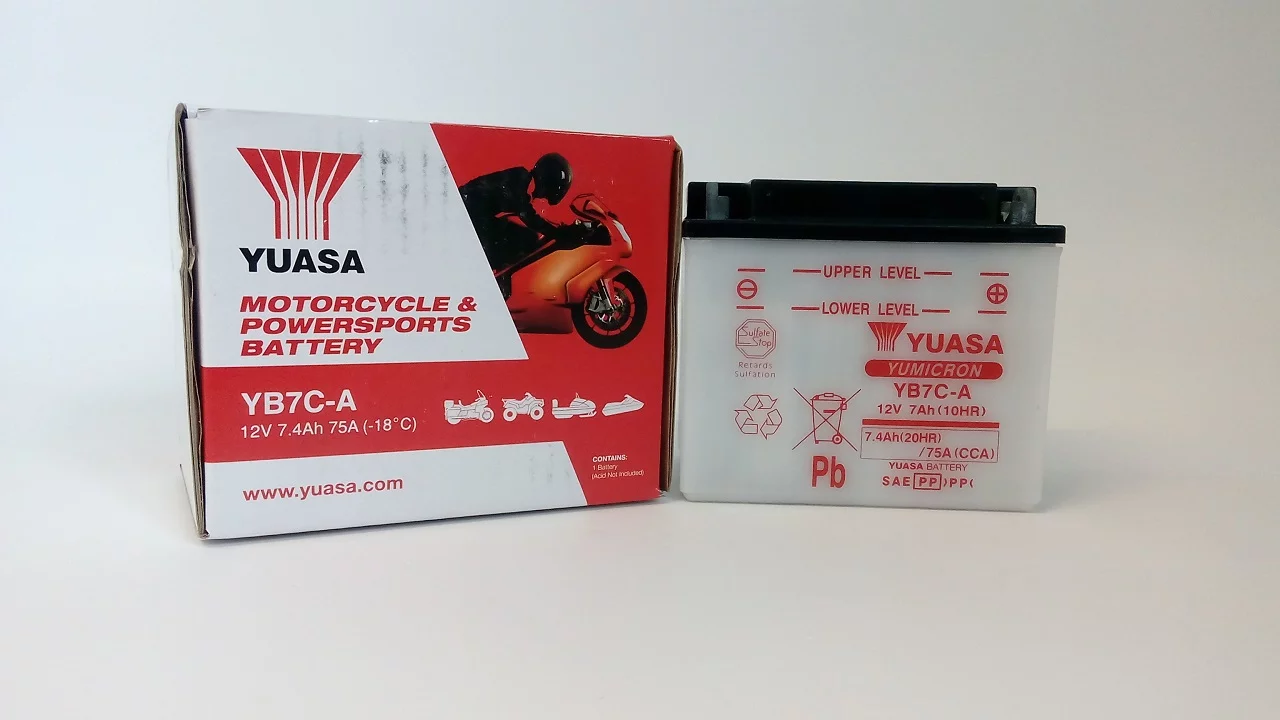 YUASA
MOTORCYCLE &
POWERSPORTS
BATTERY
YB7C-A
12V 7.4Ah 75A (-18°C)
CONTAINS:
1 Battery
(Acid Not Included)
www.yuasa.com
UPPER LEVEL
LOWER LEVEL
Sulfate
Stop
Retards
Sulfation
YUASA
YUMICRON
YB7C-A
12V 7Ah(10HR)
7.4Ah(20HR)
/75A(CCA)
YUASA BATTERY
SAE PP >PP<
Pb